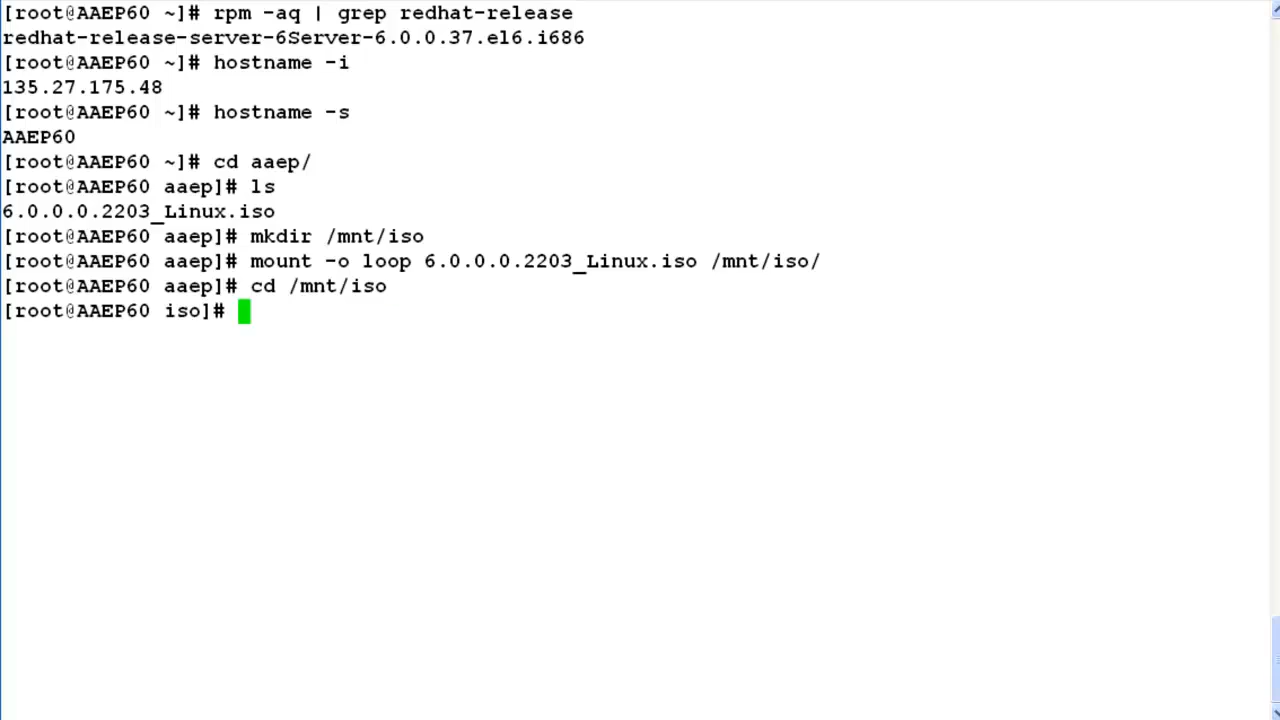 [root@AAEP60 ~]# rpm -aq | grep redhat-release
redhat-release-server-6Server-6.0.0.37.el6.i686
[root@AAEP60 ~]# hostname -i
135.27.175.48
[root@AAEP60 ~]# hostname -s
AAEP60
[root@AAEP60 ~]# cd aaep/
[root@AAEP60 aaep]# ls
6.0.0.0.2203_Linux.iso
[root@AAEP60 aaep]# mkdir /mnt/iso
[root@AAEP60 aaep]# mount -o loop 6.0.0.0.2203_Linux.iso /mnt/iso/
[root@AAEP60 aaep]# cd /mnt/iso
[root@AAEP60 iso]#